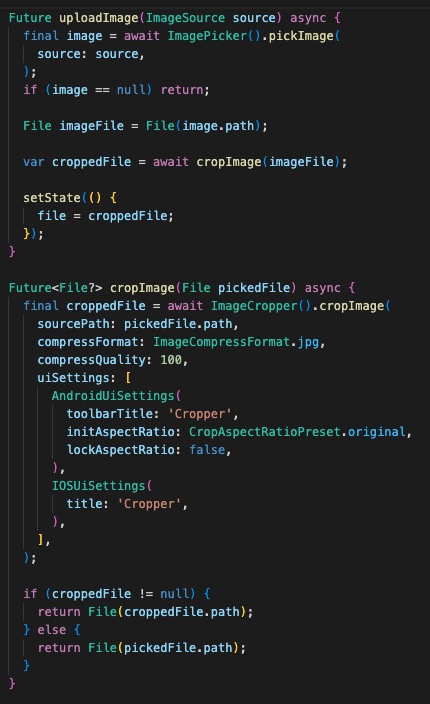 Future uploadImage(ImageSource source) async {
  final image = await ImagePicker().pickImage(
    source: source,
  );
  if (image == null) return;

  File imageFile = File(image.path);

  var croppedFile = await cropImage(imageFile);

  setState(() {
    file = croppedFile;
  });
}

Future<File?> cropImage(File pickedFile) async {
  final croppedFile = await ImageCropper().cropImage(
    sourcePath: pickedFile.path,
    compressFormat: ImageCompressFormat.jpg,
    compressQuality: 100,
    uiSettings: [
      AndroidUiSettings(
        toolbarTitle: 'Cropper',
        initAspectRatio: CropAspectRatioPreset.original,
        lockAspectRatio: false,
      ),
      IOSUiSettings(
        title: 'Cropper',
      ),
    ],
  );

  if (croppedFile != null) {
    return File(croppedFile.path);
  } else {
    return File(pickedFile.path);
  }
}